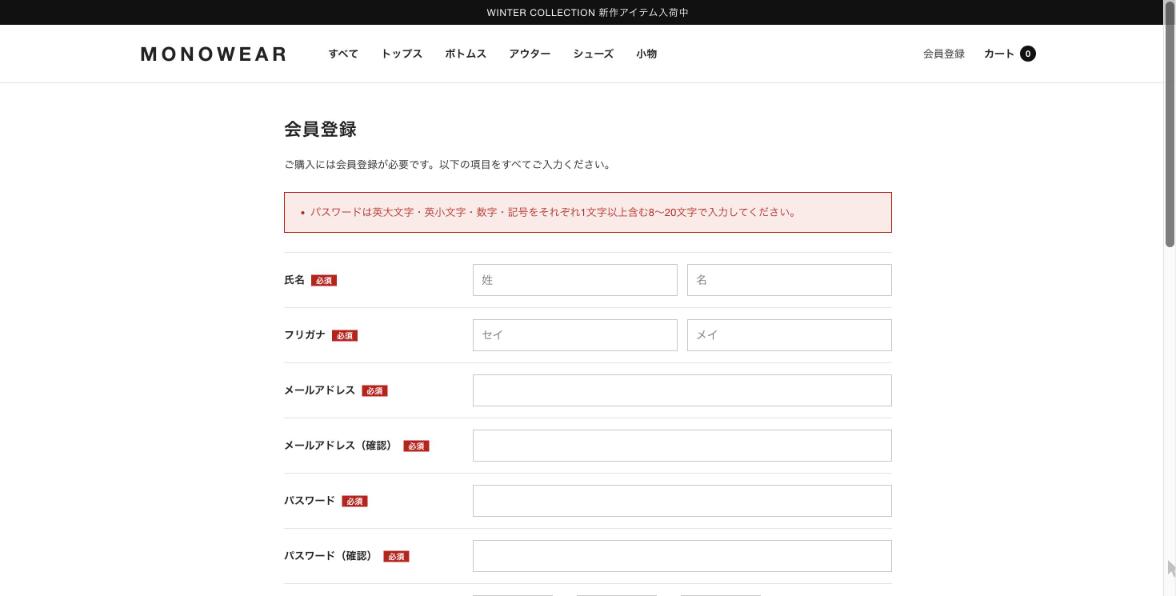 WINTER COLLECTION 新作アイテム入荷中
MONOWEAR すべて トップス ボトムス アウター シューズ 小物 会員登録 カート 0
会員登録
ご購入には会員登録が必要です。以下の項目をすべてご入力ください。
• パスワードは英大文字・英小文字・数字・記号をそれぞれ1文字以上含む8〜20文字で入力してください。
氏名 必須 姓 名
フリガナ 必須 セイ メイ
メールアドレス 必須
メールアドレス（確認） 必須
パスワード 必須
パスワード（確認） 必須